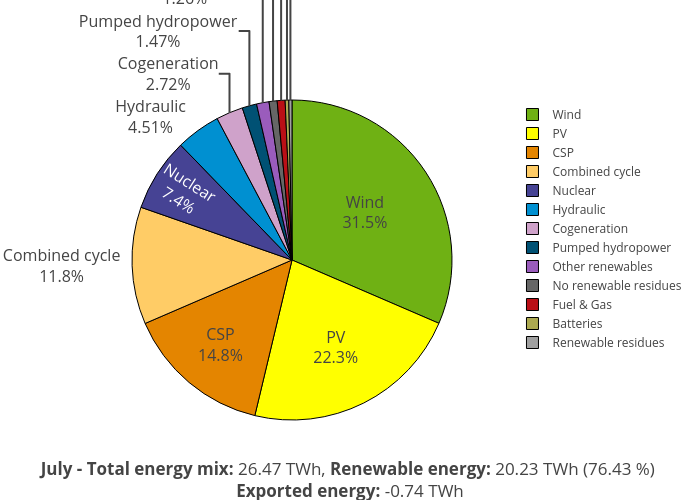 Pumped hydropower
1.47%
Cogeneration
2.72%
Hydraulic
4.51%
Nuclear
7.4%
Combined cycle
11.8%
CSP
14.8%
PV
22.3%
Wind
31.5%
Wind
PV
CSP
Combined cycle
Nuclear
Hydraulic
Cogeneration
Pumped hydropower
Other renewables
No renewable residues
Fuel & Gas
Batteries
Renewable residues
July - Total energy mix: 26.47 TWh, Renewable energy: 20.23 TWh (76.43 %)
Exported energy: -0.74 TWh